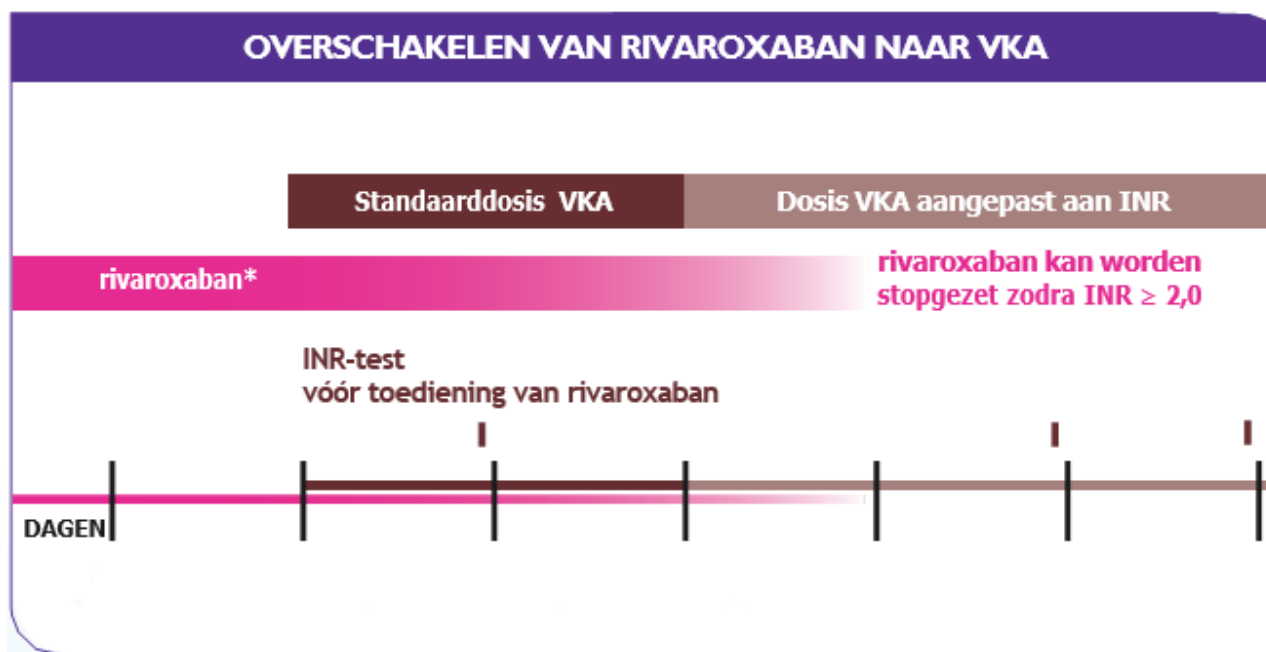 OVERSCHAKELEN VAN RIVAROXABAN NAAR VKA
Standaarddosis VKA
Dosis VKA aangepast aan INR
rivaroxaban*
rivaroxaban kan worden
stopgezet zodra INR ≥ 2,0
INR-test
vóór toediening van rivaroxaban
DAGEN